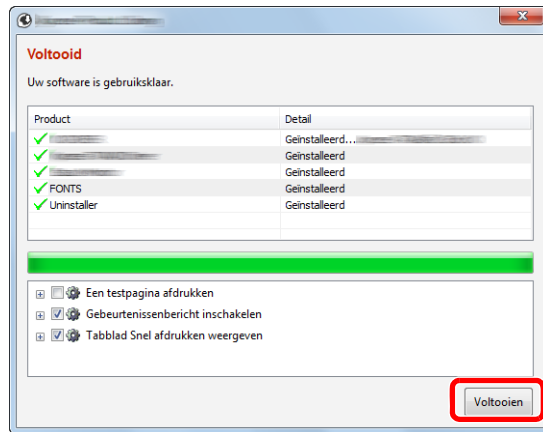 Voltooid
Uw software is gebruiksklaar.
Product Detail
Geïnstalleerd...
Geïnstalleerd
Geïnstalleerd
FONTS Geïnstalleerd
Uninstaller Geïnstalleerd
Een testpagina afdrukken
Gebeurtenissenbericht inschakelen
Tabblad Snel afdrukken weergeven
Voltooien